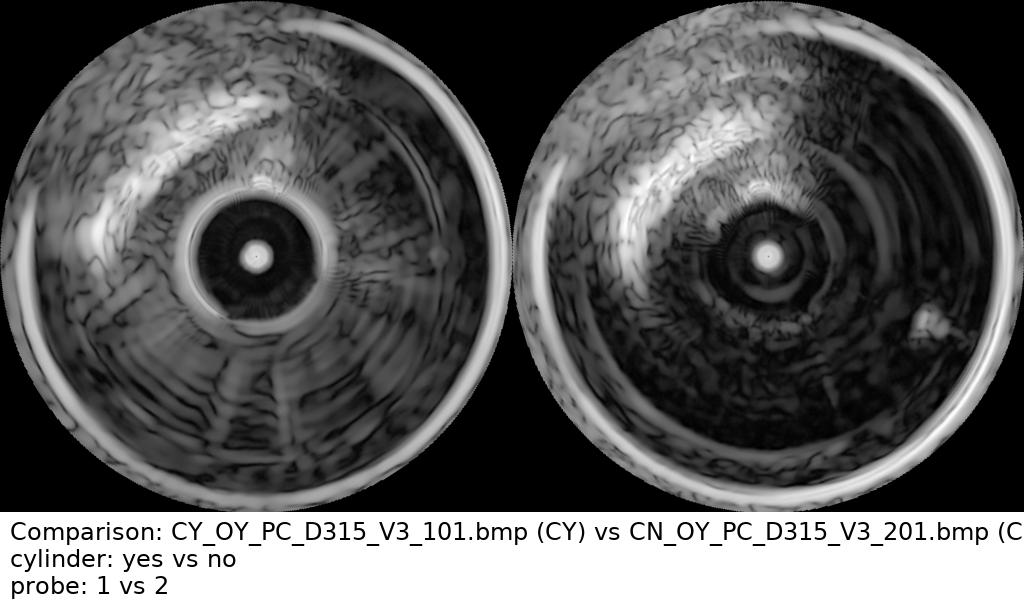 Comparison: CY_OY_PC_D315_V3_101.bmp (CY) vs CN_OY_PC_D315_V3_201.bmp (C
cylinder: yes vs no
probe: 1 vs 2